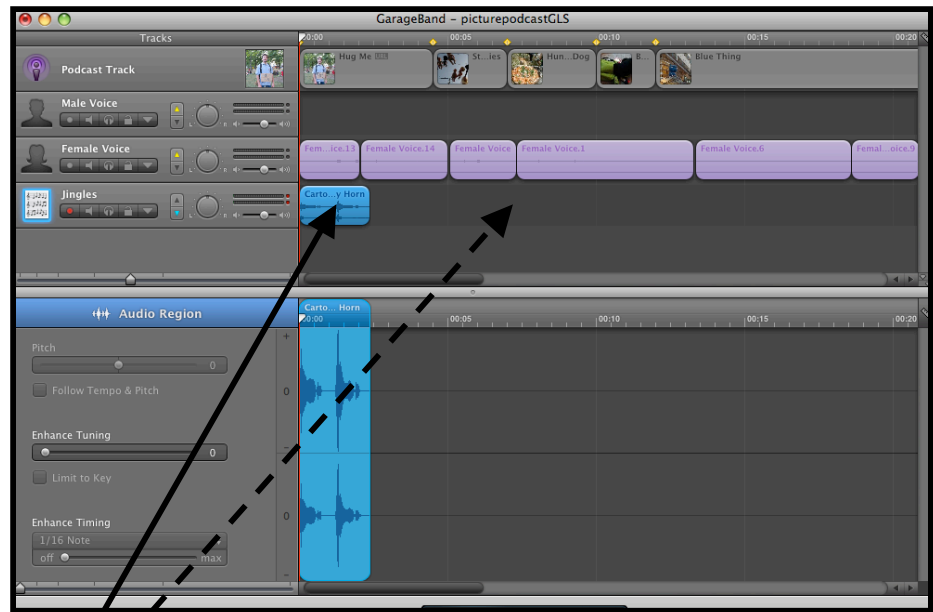 GarageBand – picturepodcastGLS
Tracks
00:00 00:05 00:10 00:15 00:20
Podcast Track
Hug Me St...ies Hun...Dog B... Blue Thing
Male Voice
L R
Female Voice
L R
Fem...ice.13 Female Voice.14 Female Voice Female Voice.1 Female Voice.6 Femal...oice.9
Jingles
L R
Carto...y Horn
Audio Region
Carto... Horn
00:00 00:05 00:10 00:15 00:20
Pitch
0
Follow Tempo & Pitch
0
Enhance Tuning
0
Limit to Key
Enhance Timing
0
1/16 Note
off max